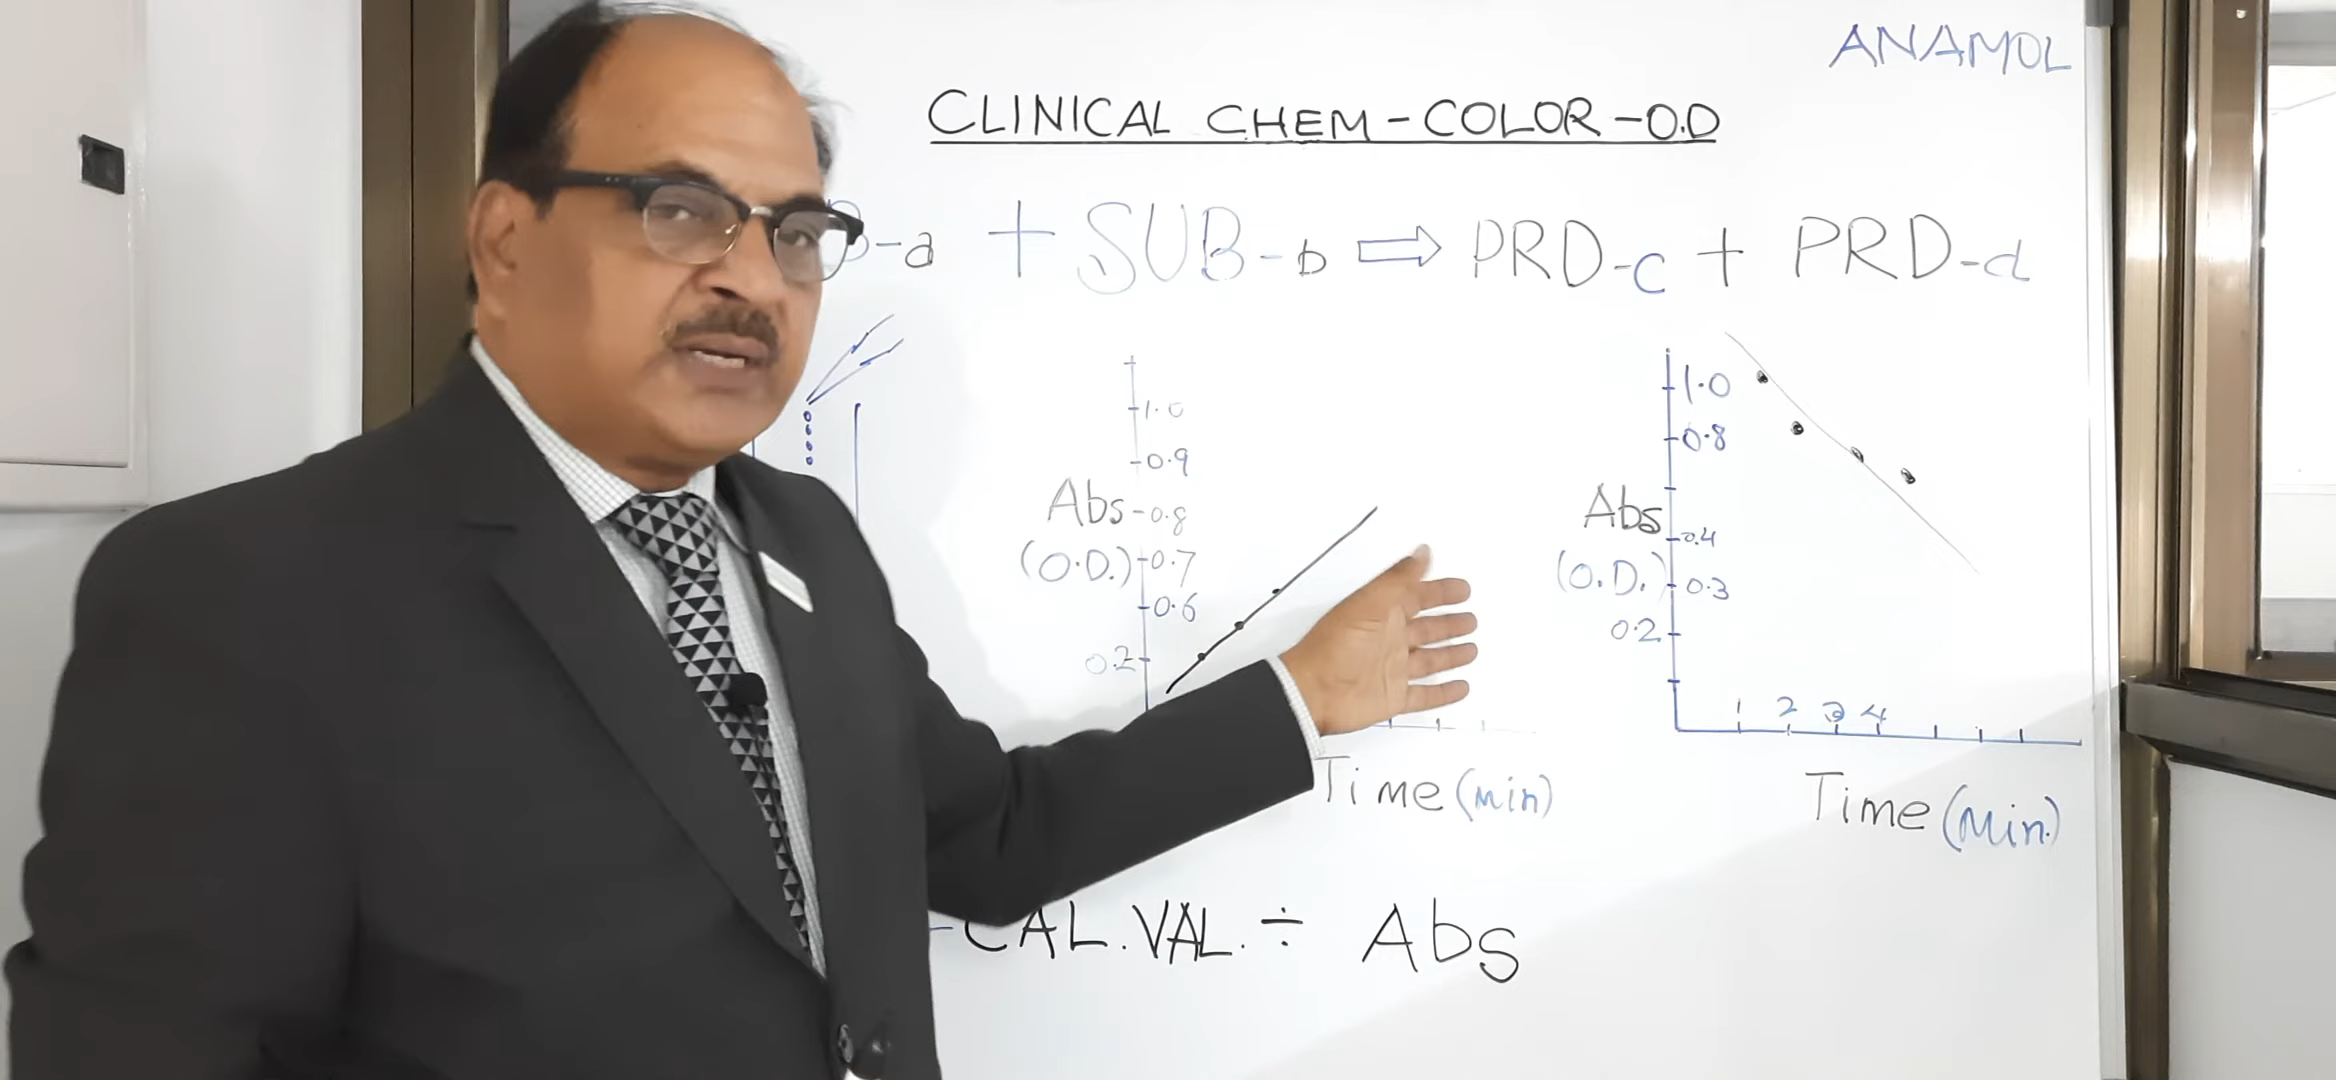 ANAMOL
CLINICAL CHEM-COLOR-O.D
B-a + SUB-b ⇨ PRD-c + PRD-d
1.0
0.9
Abs-0.8
(O.D.) 0.7
0.6
0.2
Time (min)
1.0
0.8
Abs
0.4
(O.D.) 0.3
0.2
1 2 3 4
Time (Min.)
-CAL.VAL. ÷ Abs